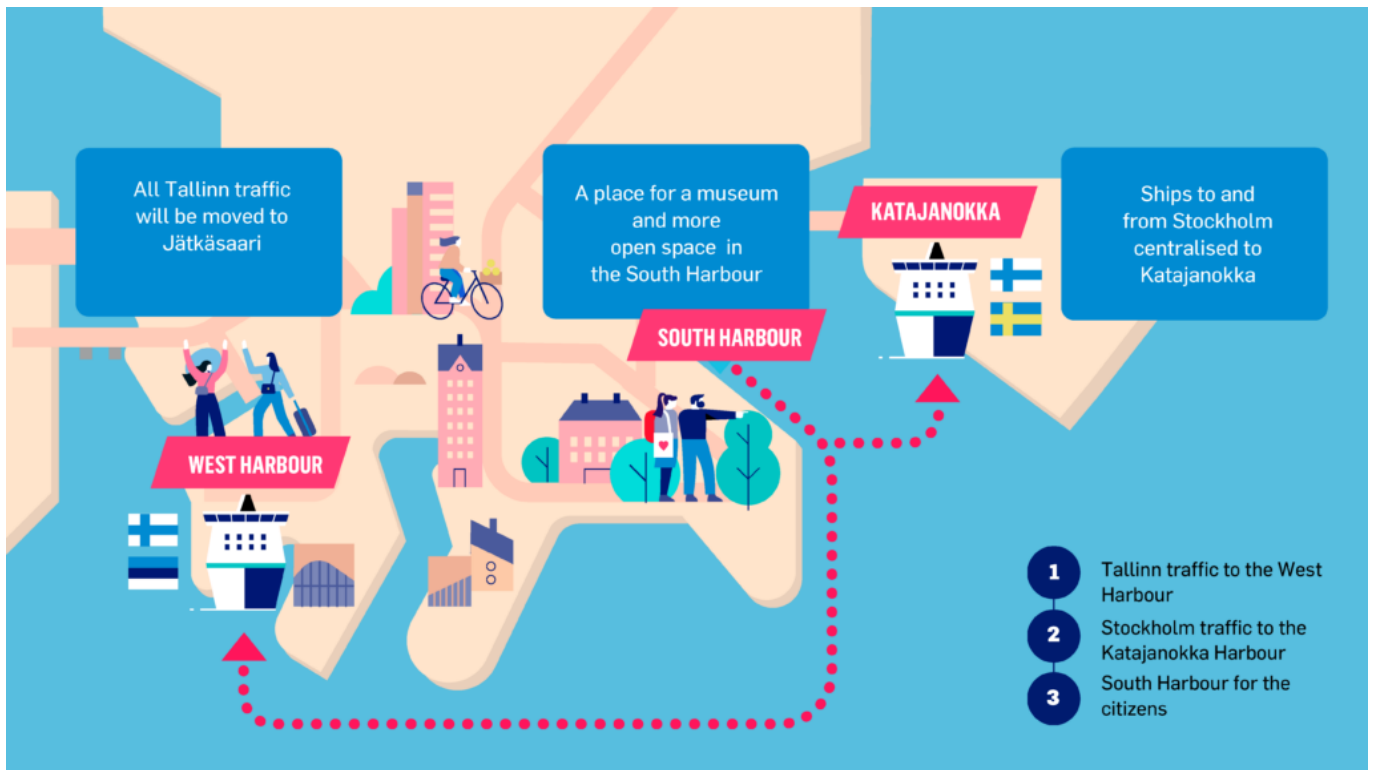 All Tallinn traffic
will be moved to
Jätkäsaari
A place for a museum
and more
open space in
the South Harbour
KATAJANOKKA
Ships to and
from Stockholm
centralised to
Katajanokka
SOUTH HARBOUR
WEST HARBOUR
1 Tallinn traffic to the West
Harbour
2 Stockholm traffic to the
Katajanokka Harbour
3 South Harbour for the
citizens